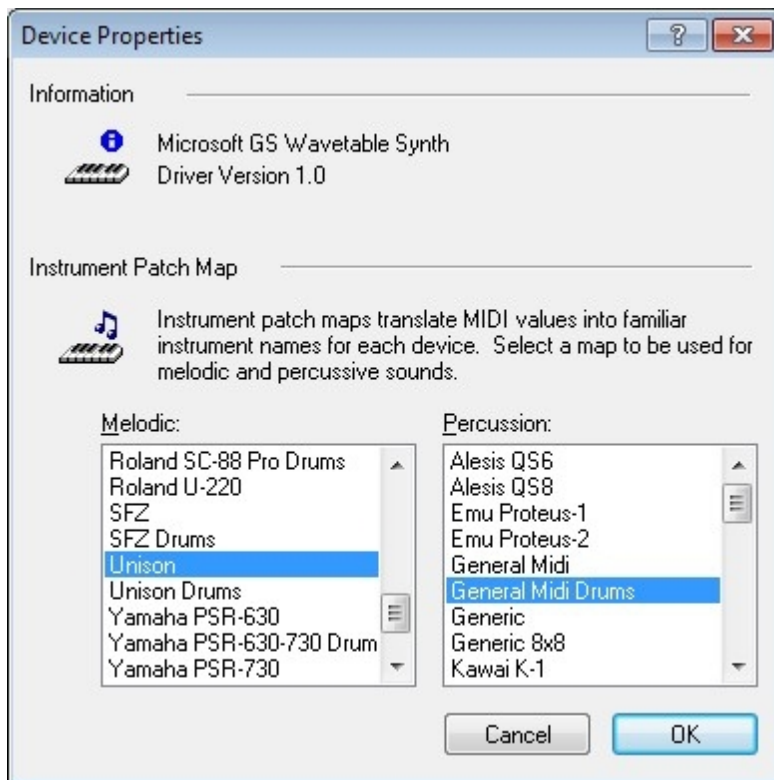 Device Properties
Information
Microsoft GS Wavetable Synth
Driver Version 1.0
Instrument Patch Map
Instrument patch maps translate MIDI values into familiar
instrument names for each device.  Select a map to be used for
melodic and percussive sounds.
Melodic:
Roland SC-88 Pro Drums
Roland U-220
SFZ
SFZ Drums
Unison
Unison Drums
Yamaha PSR-630
Yamaha PSR-630-730 Drum
Yamaha PSR-730
Percussion:
Alesis QS6
Alesis QS8
Emu Proteus-1
Emu Proteus-2
General Midi
General Midi Drums
Generic
Generic 8x8
Kawai K-1
Cancel
OK